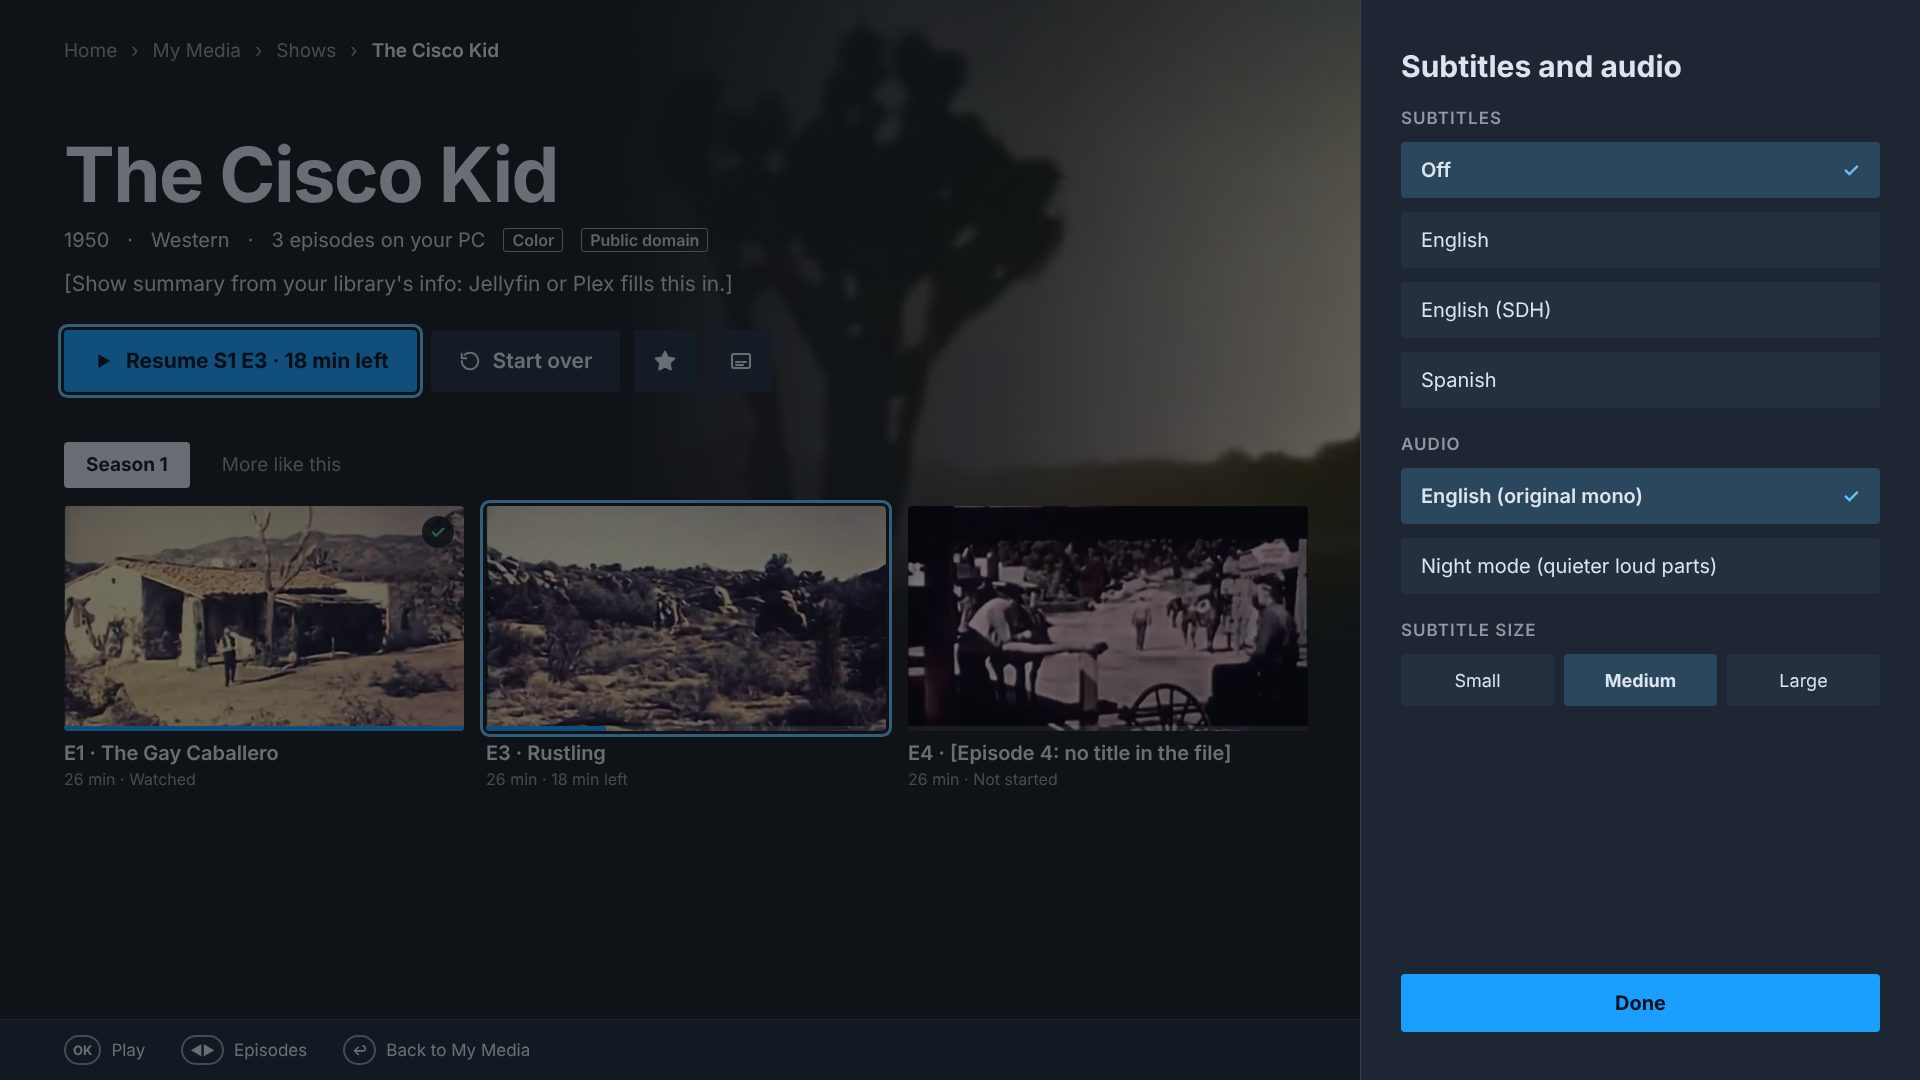 Home › My Media › Shows › The Cisco Kid
The Cisco Kid
1950 · Western · 3 episodes on your PC Color Public domain
[Show summary from your library's info: Jellyfin or Plex fills this in.]
Resume S1 E3 · 18 min left
Start over
Season 1
More like this
E1 · The Gay Caballero
26 min · Watched
E3 · Rustling
26 min · 18 min left
E4 · [Episode 4: no title in the file]
26 min · Not started
OK Play
Episodes
Back to My Media
Subtitles and audio
SUBTITLES
Off
English
English (SDH)
Spanish
AUDIO
English (original mono)
Night mode (quieter loud parts)
SUBTITLE SIZE
Small
Medium
Large
Done